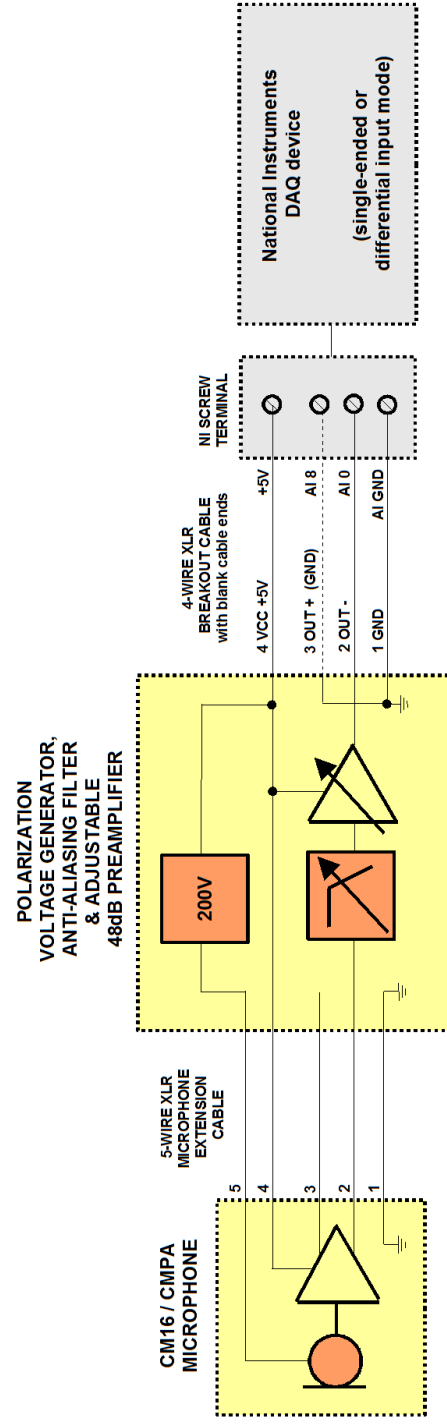 CM16 / CMPA
MICROPHONE
5
4
3
2
1
5-WIRE XLR
MICROPHONE
EXTENSION
CABLE
POLARIZATION
VOLTAGE GENERATOR,
ANTI-ALIASING FILTER
& ADJUSTABLE
48dB PREAMPLIFIER
200V
4-WIRE XLR
BREAKOUT CABLE
with blank cable ends
4 VCC +5V
3 OUT + (GND)
2 OUT -
1 GND
+5V
AI 8
AI 0
AI GND
NI SCREW
TERMINAL
National Instruments
DAQ device
(single-ended or
differential input mode)